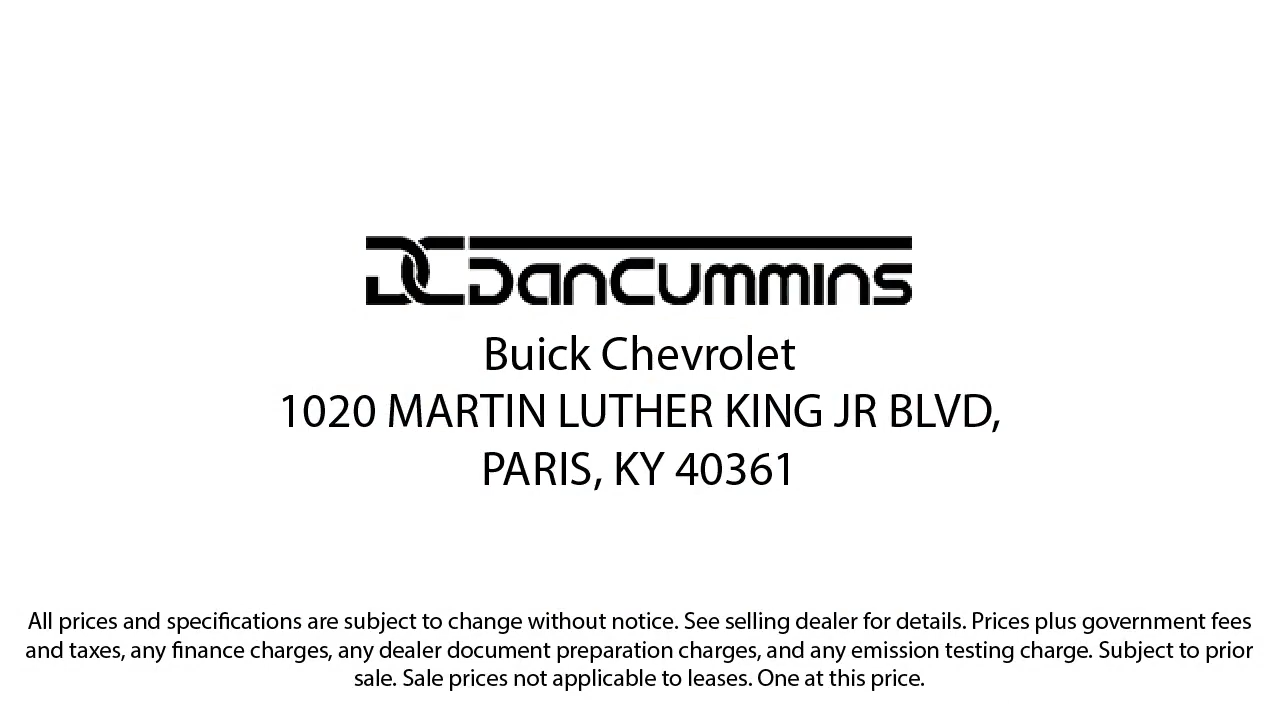 DC DanCummins
Buick Chevrolet
1020 MARTIN LUTHER KING JR BLVD,
PARIS, KY 40361
All prices and specifications are subject to change without notice. See selling dealer for details. Prices plus government fees
and taxes, any finance charges, any dealer document preparation charges, and any emission testing charge. Subject to prior
sale. Sale prices not applicable to leases. One at this price.